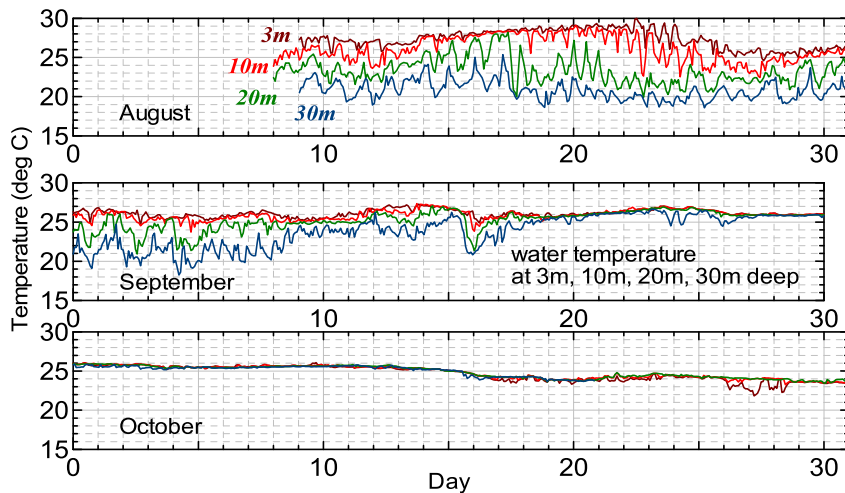 30
25
20
15
3m
10m
20m
30m
August
0
10
20
30
Temperature (deg C)
30
25
20
15
water temperature
at 3m, 10m, 20m, 30m deep
September
0
10
20
30
30
25
20
15
October
0
10
20
30
Day